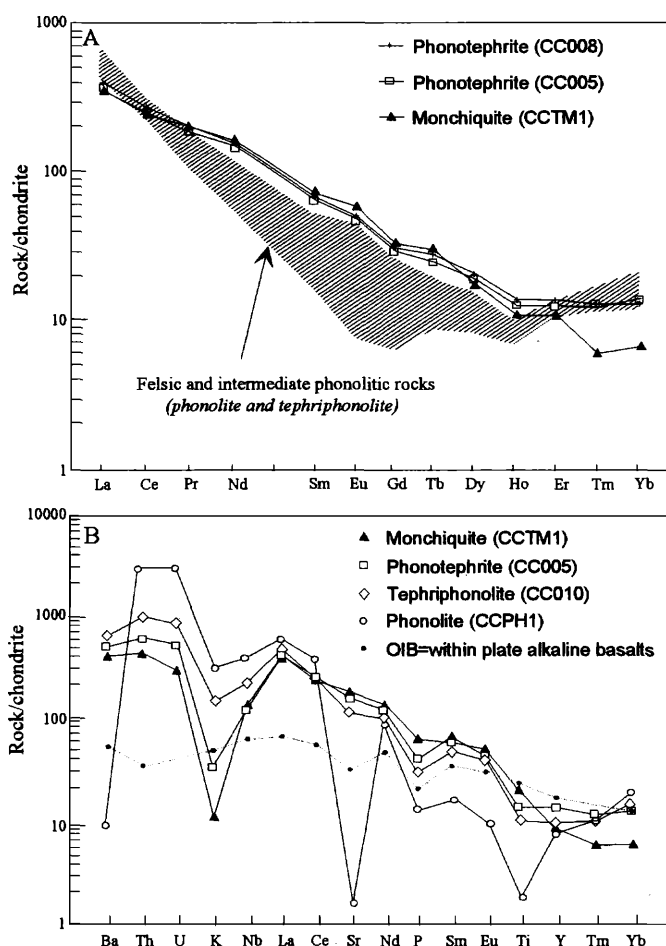 1000
A
Phonotephrite (CC008)
Phonotephrite (CC005)
Monchiquite (CCTM1)
100
Rock/chondrite
10
Felsic and intermediate phonolitic rocks
(phonolite and tephriphonolite)
1
La Ce Pr Nd Sm Eu Gd Tb Dy Ho Er Tm Yb
10000
B
Monchiquite (CCTM1)
Phonotephrite (CC005)
1000
Tephriphonolite (CC010)
Phonolite (CCPH1)
OIB=within plate alkaline basalts
Rock/chondrite
100
10
1
Ba Th U K Nb La Ce Sr Nd P Sm Eu Ti Y Tm Yb